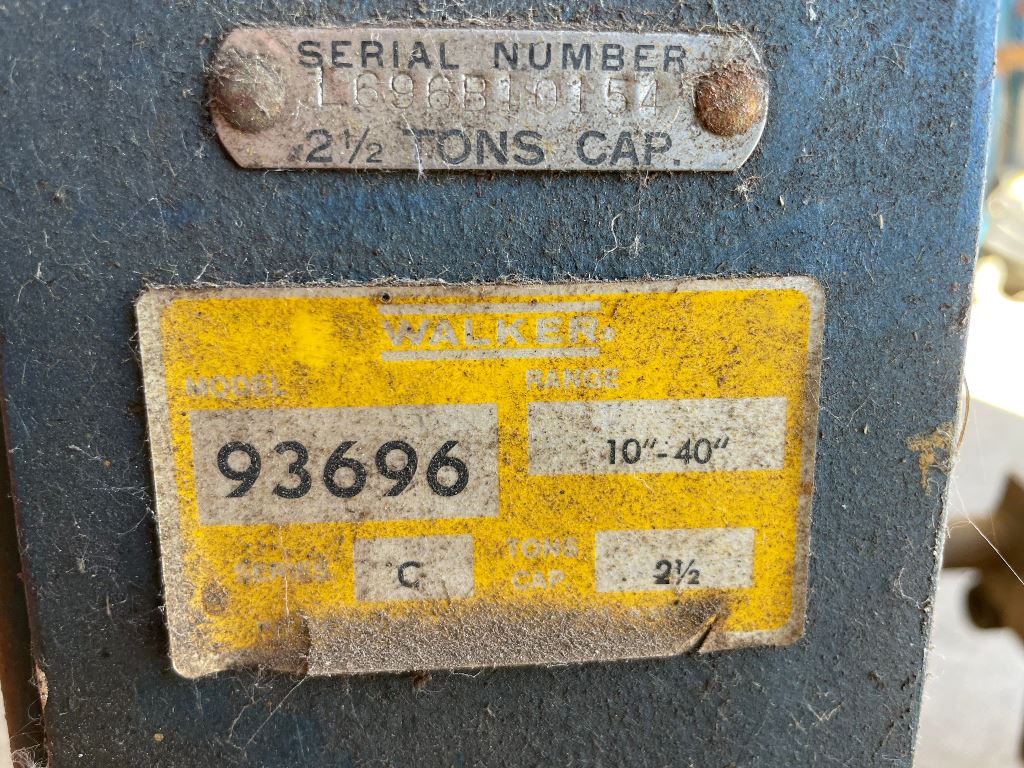 SERIAL NUMBER
L696B10154
2½ TONS CAP.
WALKER
MODEL
RANGE
93696
10"-40"
SERIES
C
TONS
CAP.
2½